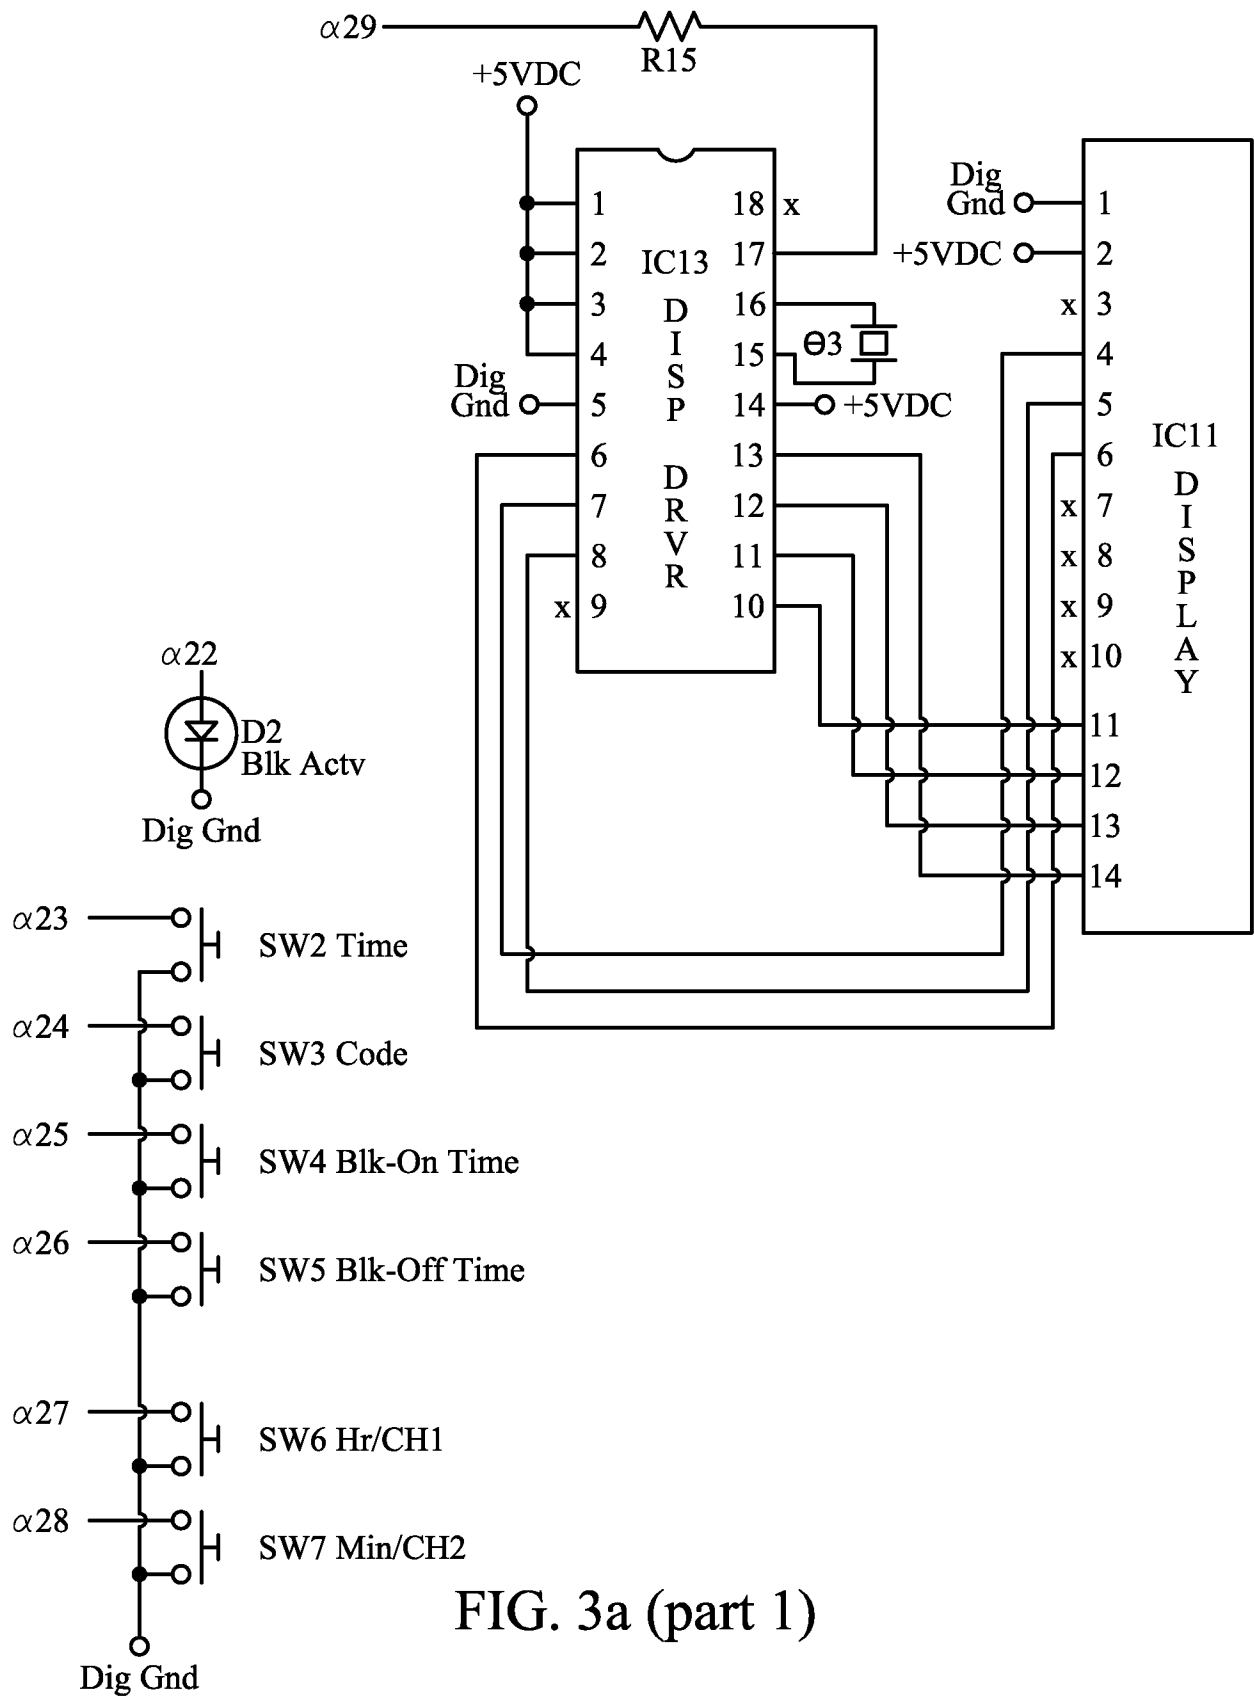 α29
R15
+5VDC
1
2
3
4
Dig
Gnd
5
6
7
8
x 9
IC13
DISP
DRVR
18 x
17
16
15
14
13
12
11
10
ϴ3
+5VDC
Dig
Gnd
1
+5VDC
2
x 3
4
5
6
x 7
x 8
x 9
x 10
11
12
13
14
IC11
DISPLAY
α22
D2
Blk Actv
Dig Gnd
α23
SW2 Time
α24
SW3 Code
α25
SW4 Blk-On Time
α26
SW5 Blk-Off Time
α27
SW6 Hr/CH1
α28
SW7 Min/CH2
Dig Gnd
FIG. 3a (part 1)